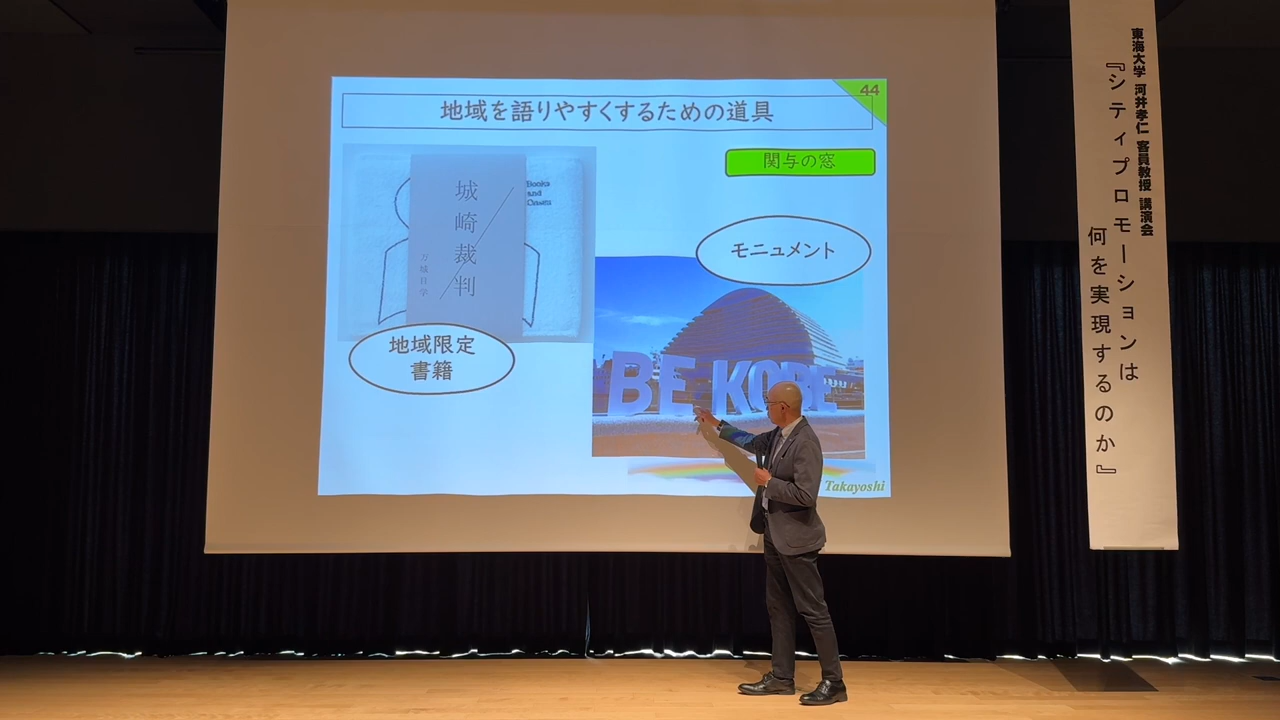 44
地域を語りやすくするための道具
関与の窓
城崎裁判
万城目学
Books
and
Onsen
モニュメント
地域限定
書籍
BE KOBE
Takayoshi
東海大学 河井孝仁 客員教授 講演会
『シティプロモーションは
何を実現するのか』